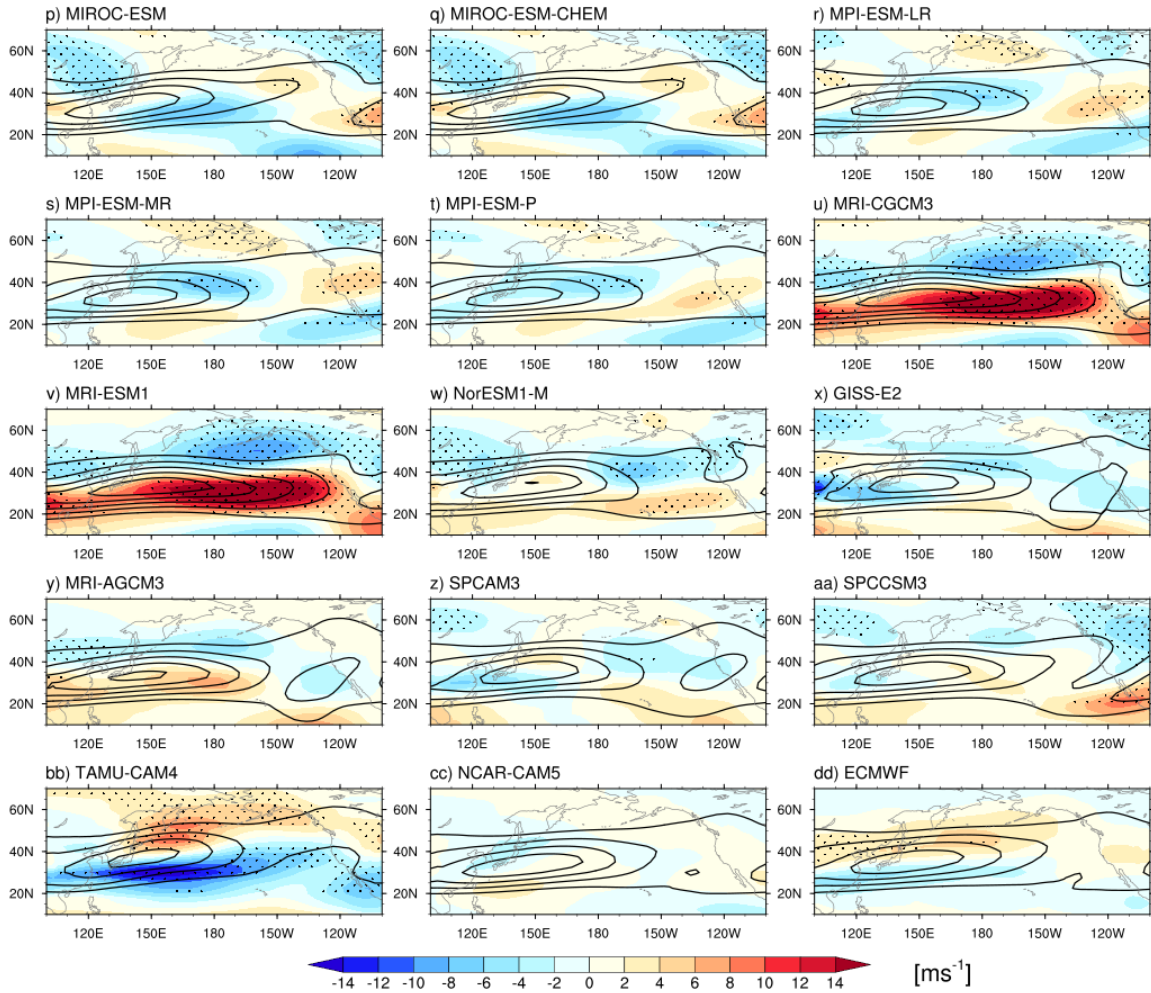 p) MIROC-ESM q) MIROC-ESM-CHEM r) MPI-ESM-LR
60N 60N 60N
40N 40N 40N
20N 20N 20N
120E 150E 180 150W 120W 120E 150E 180 150W 120W 120E 150E 180 150W 120W
s) MPI-ESM-MR t) MPI-ESM-P u) MRI-CGCM3
60N 60N 60N
40N 40N 40N
20N 20N 20N
120E 150E 180 150W 120W 120E 150E 180 150W 120W 120E 150E 180 150W 120W
v) MRI-ESM1 w) NorESM1-M x) GISS-E2
60N 60N 60N
40N 40N 40N
20N 20N 20N
120E 150E 180 150W 120W 120E 150E 180 150W 120W 120E 150E 180 150W 120W
y) MRI-AGCM3 z) SPCAM3 aa) SPCCSM3
60N 60N 60N
40N 40N 40N
20N 20N 20N
120E 150E 180 150W 120W 120E 150E 180 150W 120W 120E 150E 180 150W 120W
bb) TAMU-CAM4 cc) NCAR-CAM5 dd) ECMWF
60N 60N 60N
40N 40N 40N
20N 20N 20N
120E 150E 180 150W 120W 120E 150E 180 150W 120W 120E 150E 180 150W 120W
-14 -12 -10 -8 -6 -4 -2 0 2 4 6 8 10 12 14 [ms⁻¹]